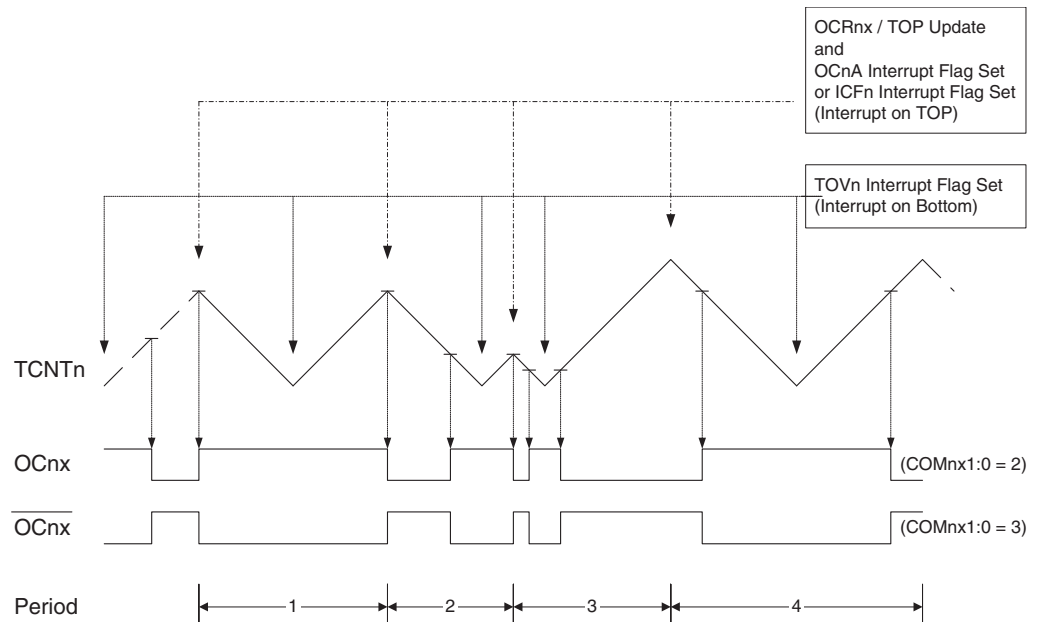 OCRnx / TOP Update
and
OCnA Interrupt Flag Set
or ICFn Interrupt Flag Set
(Interrupt on TOP)
TOVn Interrupt Flag Set
(Interrupt on Bottom)
TCNTn
OCnx
(COMnx1:0 = 2)
OCnx
(COMnx1:0 = 3)
Period
1
2
3
4